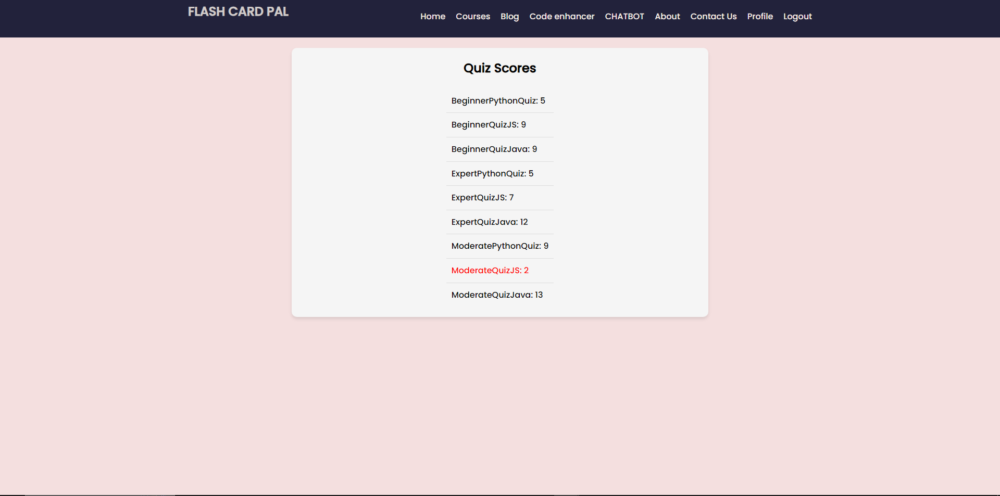 FLASH CARD PAL
Home Courses Blog Code enhancer CHATBOT About Contact Us Profile Logout
Quiz Scores
BeginnerPythonQuiz: 5
BeginnerQuizJS: 9
BeginnerQuizJava: 9
ExpertPythonQuiz: 5
ExpertQuizJS: 7
ExpertQuizJava: 12
ModeratePythonQuiz: 9
ModerateQuizJS: 2
ModerateQuizJava: 13